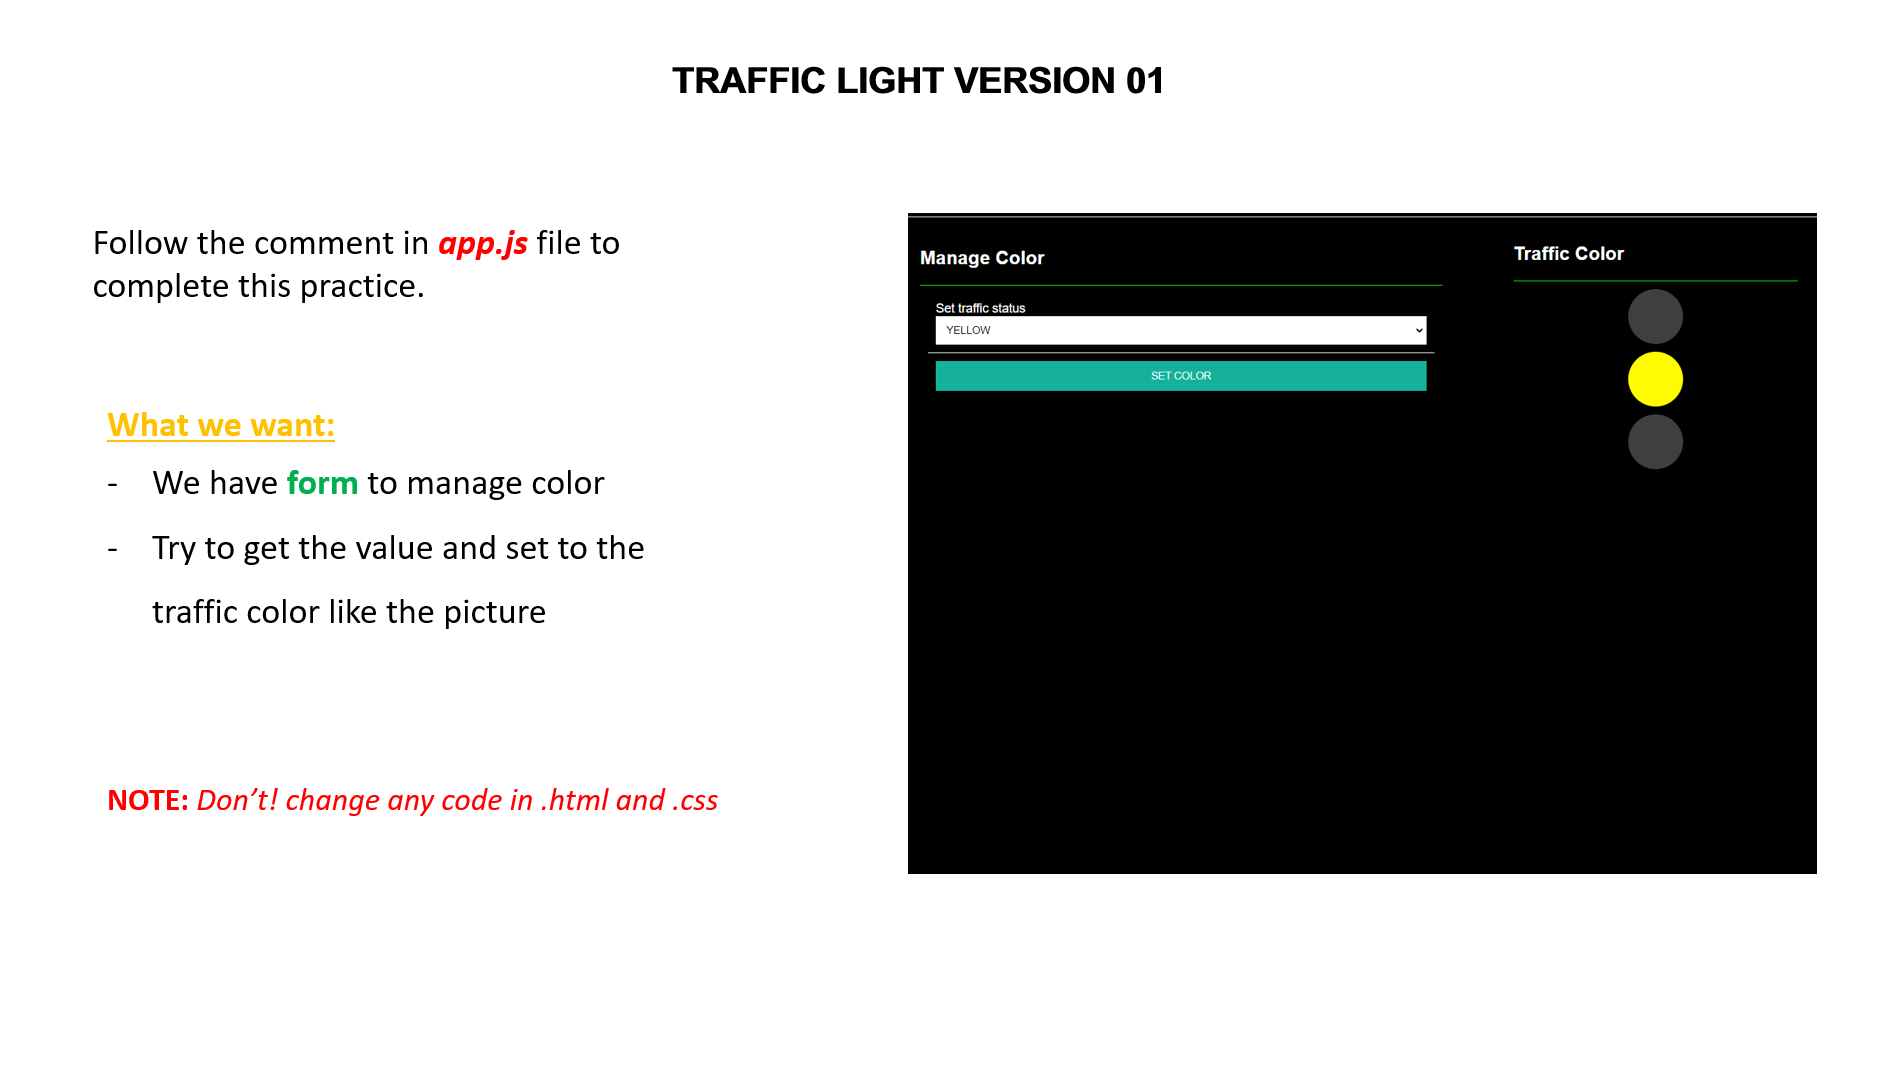 TRAFFIC LIGHT VERSION 01
Follow the comment in app.js file to
complete this practice.
What we want:
- We have form to manage color
- Try to get the value and set to the
traffic color like the picture
NOTE: Don’t! change any code in .html and .css
Manage Color
Set traffic status
YELLOW
SET COLOR
Traffic Color